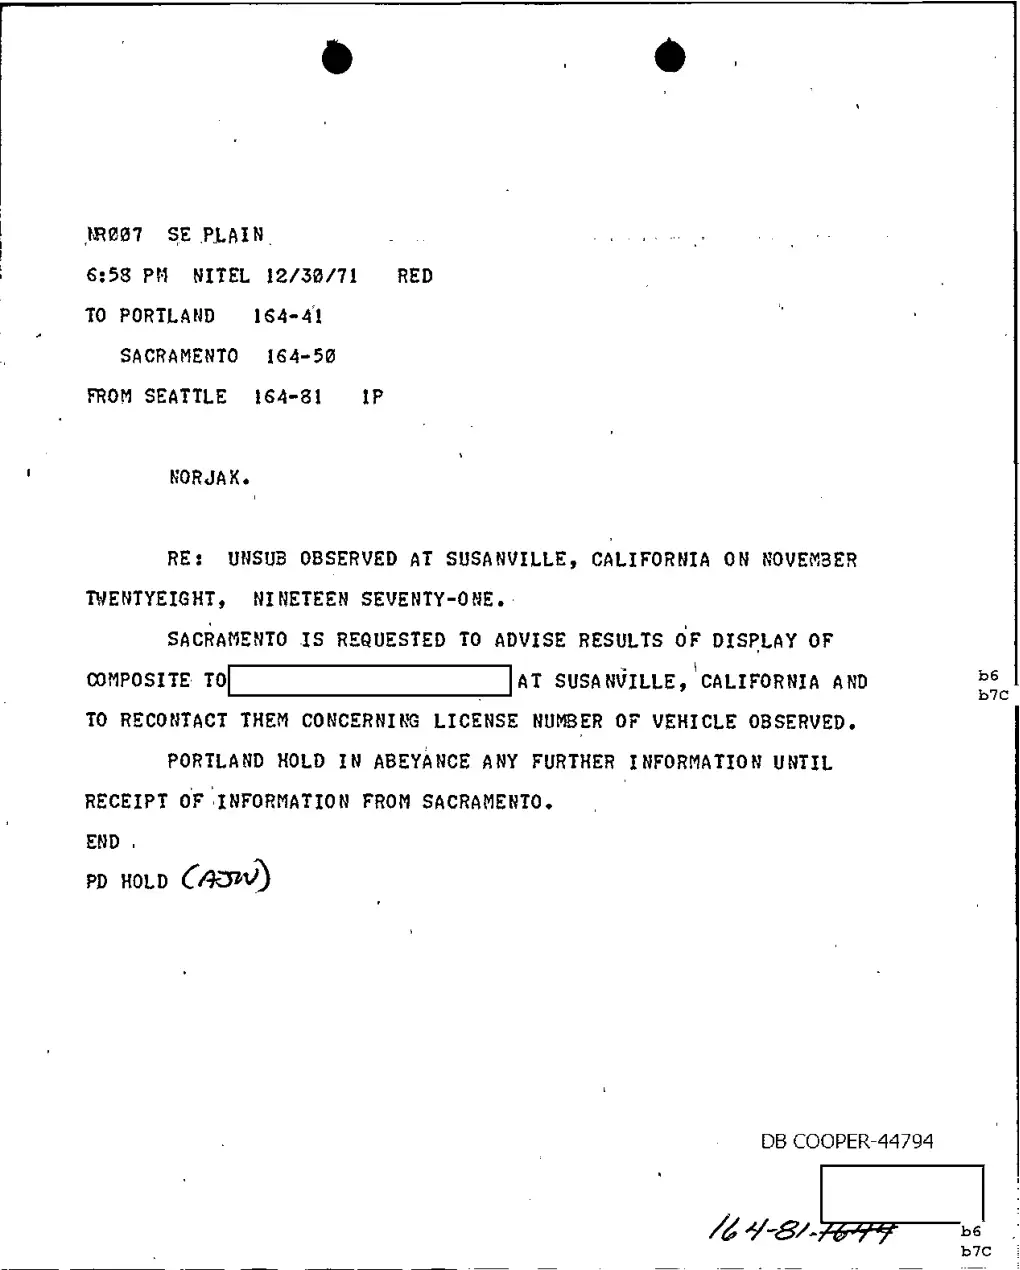 NR007 SE PLAIN
6:58 PM NITEL 12/30/71 RED
TO PORTLAND 164-41
SACRAMENTO 164-50
FROM SEATTLE 164-81 1P
NORJAK.
RE: UNSUB OBSERVED AT SUSANVILLE, CALIFORNIA ON NOVEMBER
TWENTYEIGHT, NINETEEN SEVENTY-ONE.
SACRAMENTO IS REQUESTED TO ADVISE RESULTS OF DISPLAY OF
COMPOSITE TO AT SUSANVILLE, CALIFORNIA AND
b6
b7C
TO RECONTACT THEM CONCERNING LICENSE NUMBER OF VEHICLE OBSERVED.
PORTLAND HOLD IN ABEYANCE ANY FURTHER INFORMATION UNTIL
RECEIPT OF INFORMATION FROM SACRAMENTO.
END .
PD HOLD (AJW)
DB COOPER-44794
164-81-1644
b6
b7C